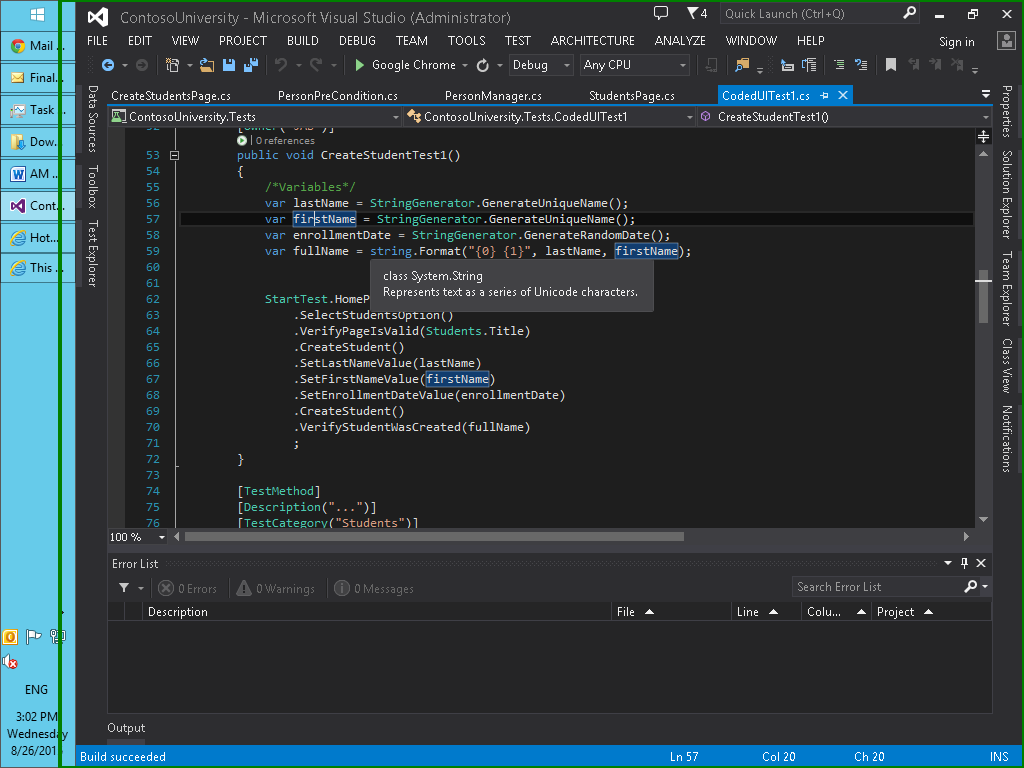 ContosoUniversity - Microsoft Visual Studio (Administrator)
4
Quick Launch (Ctrl+Q)
FILE EDIT VIEW PROJECT BUILD DEBUG TEAM TOOLS TEST ARCHITECTURE ANALYZE WINDOW HELP
Sign in
Google Chrome
Debug
Any CPU
Mail ...
Final...
Task ...
Dow...
AM ...
Cont...
Hot...
This ...
ENG
3:02 PM
Wednesday
8/26/201
Data Sources
Toolbox
Test Explorer
CreateStudentsPage.cs PersonPreCondition.cs PersonManager.cs StudentsPage.cs CodedUITest1.cs
ContosoUniversity.Tests ContosoUniversity.Tests.CodedUITest1 CreateStudentTest1()
0 references
53 public void CreateStudentTest1()
54 {
55 /*Variables*/
56 var lastName = StringGenerator.GenerateUniqueName();
57 var firstName = StringGenerator.GenerateUniqueName();
58 var enrollmentDate = StringGenerator.GenerateRandomDate();
59 var fullName = string.Format("{0} {1}", lastName, firstName);
60
class System.String
Represents text as a series of Unicode characters.
61
62 StartTest.HomeP
63 .SelectStudentsOption()
64 .VerifyPageIsValid(Students.Title)
65 .CreateStudent()
66 .SetLastNameValue(lastName)
67 .SetFirstNameValue(firstName)
68 .SetEnrollmentDateValue(enrollmentDate)
69 .CreateStudent()
70 .VerifyStudentWasCreated(fullName)
71 ;
72 }
73
74 [TestMethod]
75 [Description("...")]
76 [TestCategory("Students")]
100 %
Properties
Solution Explorer
Team Explorer
Class View
Notifications
Error List
0 Errors 0 Warnings 0 Messages
Search Error List
Description File Line Colu... Project
Output
Build succeeded
Ln 57 Col 20 Ch 20 INS